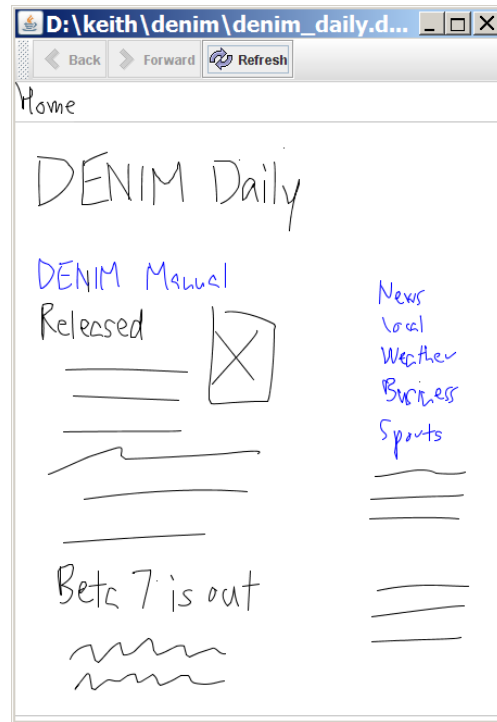 D:\keith\denim\denim_daily.d...
Back Forward Refresh
Home
DENIM Daily
DENIM Manual
Released
News
Local
Weather
Business
Sports
Beta 7 is out